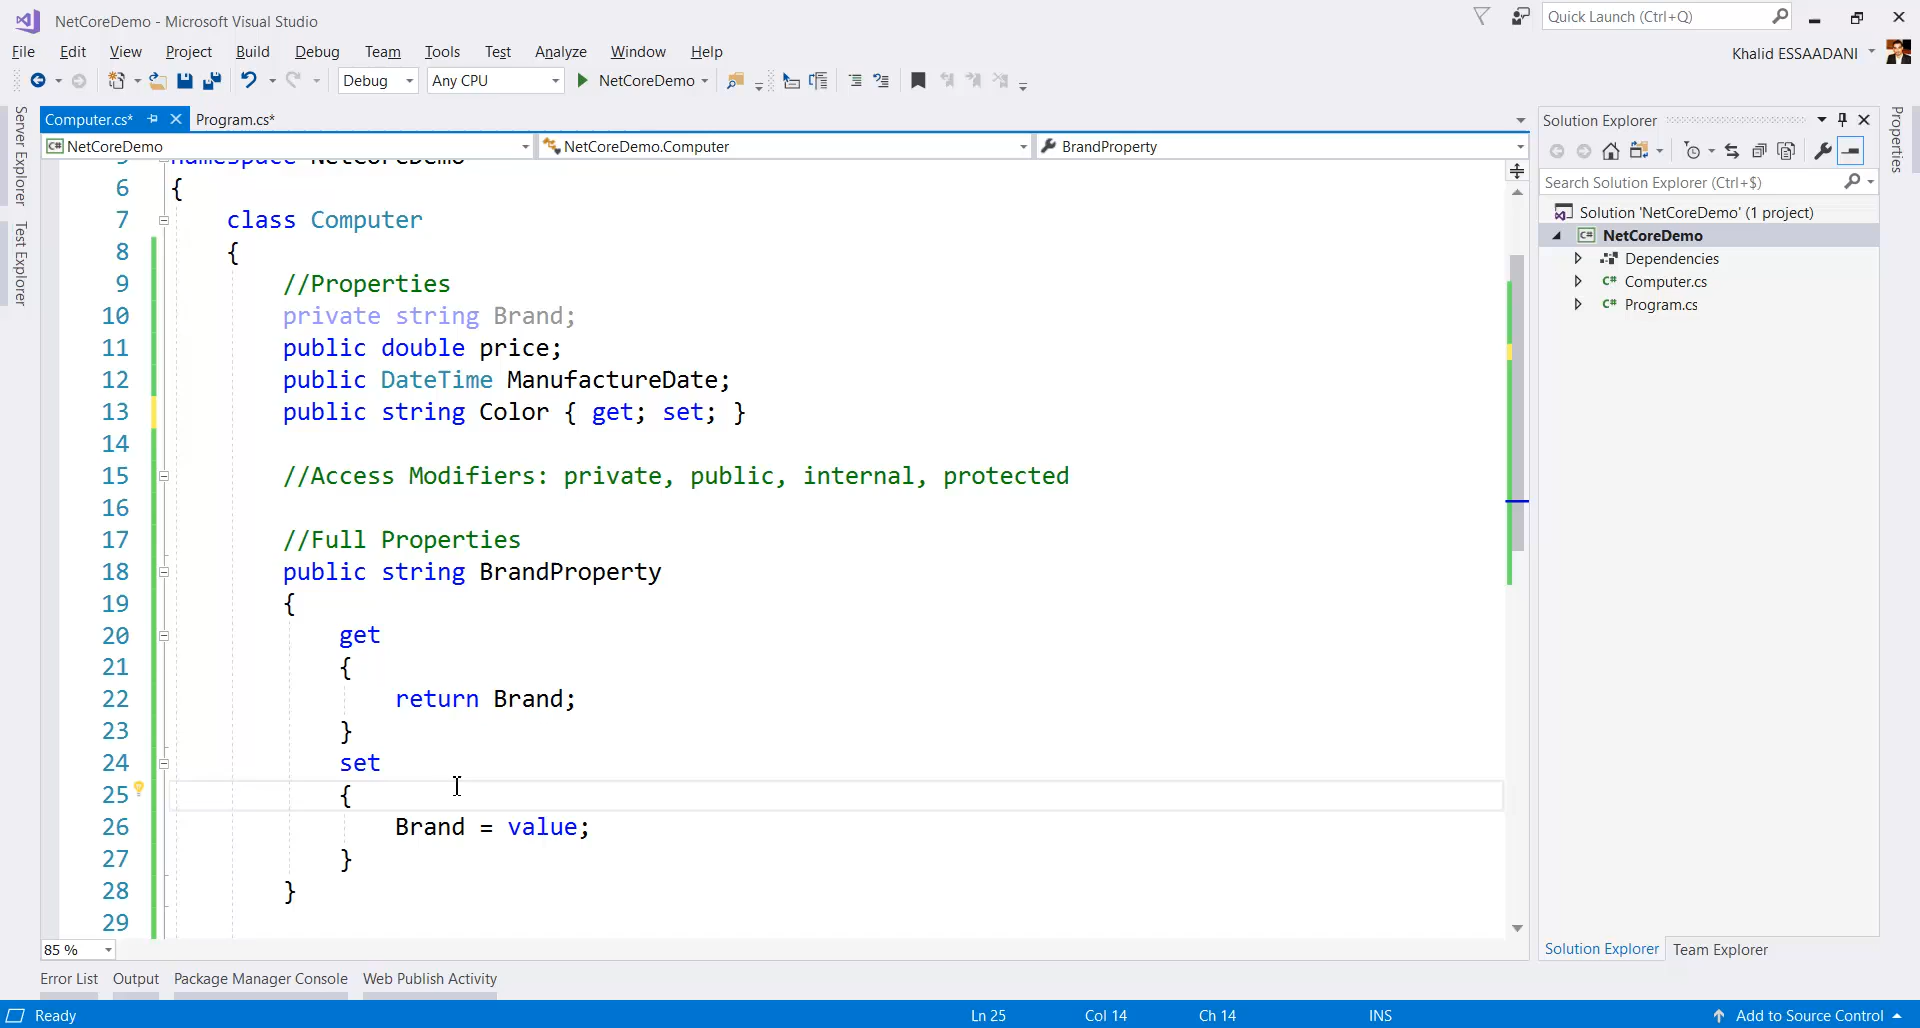 NetCoreDemo - Microsoft Visual Studio
Quick Launch (Ctrl+Q)
File Edit View Project Build Debug Team Tools Test Analyze Window Help
Khalid ESSAADANI
Debug Any CPU NetCoreDemo
Server Explorer
Test Explorer
Computer.cs* Program.cs*
C# NetCoreDemo NetCoreDemo.Computer BrandProperty
5 namespace NetCoreDemo
6 {
7 class Computer
8 {
9 //Properties
10 private string Brand;
11 public double price;
12 public DateTime ManufactureDate;
13 public string Color { get; set; }
14
15 //Access Modifiers: private, public, internal, protected
16
17 //Full Properties
18 public string BrandProperty
19 {
20 get
21 {
22 return Brand;
23 }
24 set
25 {
26 Brand = value;
27 }
28 }
29
85 %
Solution Explorer
Search Solution Explorer (Ctrl+$)
Solution 'NetCoreDemo' (1 project)
C# NetCoreDemo
Dependencies
C# Computer.cs
C# Program.cs
Solution Explorer Team Explorer
Properties
Error List Output Package Manager Console Web Publish Activity
Ready Ln 25 Col 14 Ch 14 INS Add to Source Control